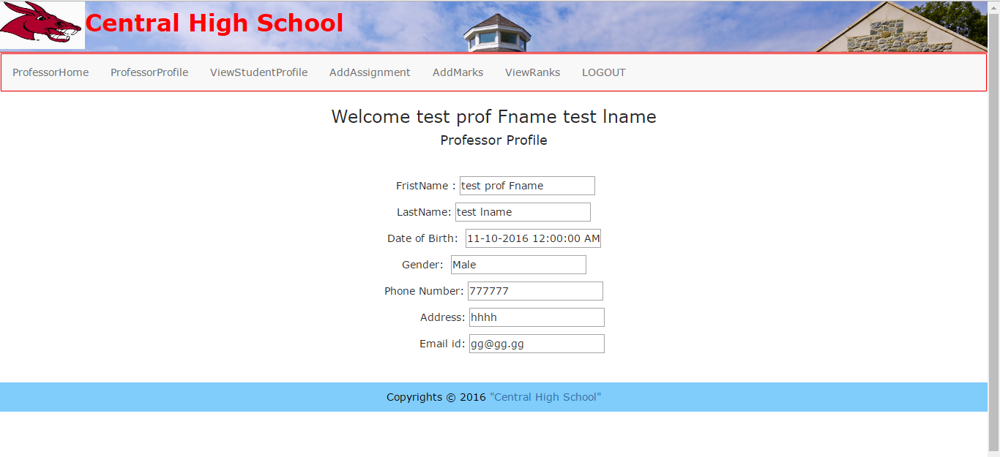 Central High School
ProfessorHome ProfessorProfile ViewStudentProfile AddAssignment AddMarks ViewRanks LOGOUT
Welcome test prof Fname test lname
Professor Profile
FristName : test prof Fname
LastName: test lname
Date of Birth: 11-10-2016 12:00:00 AM
Gender: Male
Phone Number: 777777
Address: hhhh
Email id: gg@gg.gg
Copyrights © 2016 "Central High School"